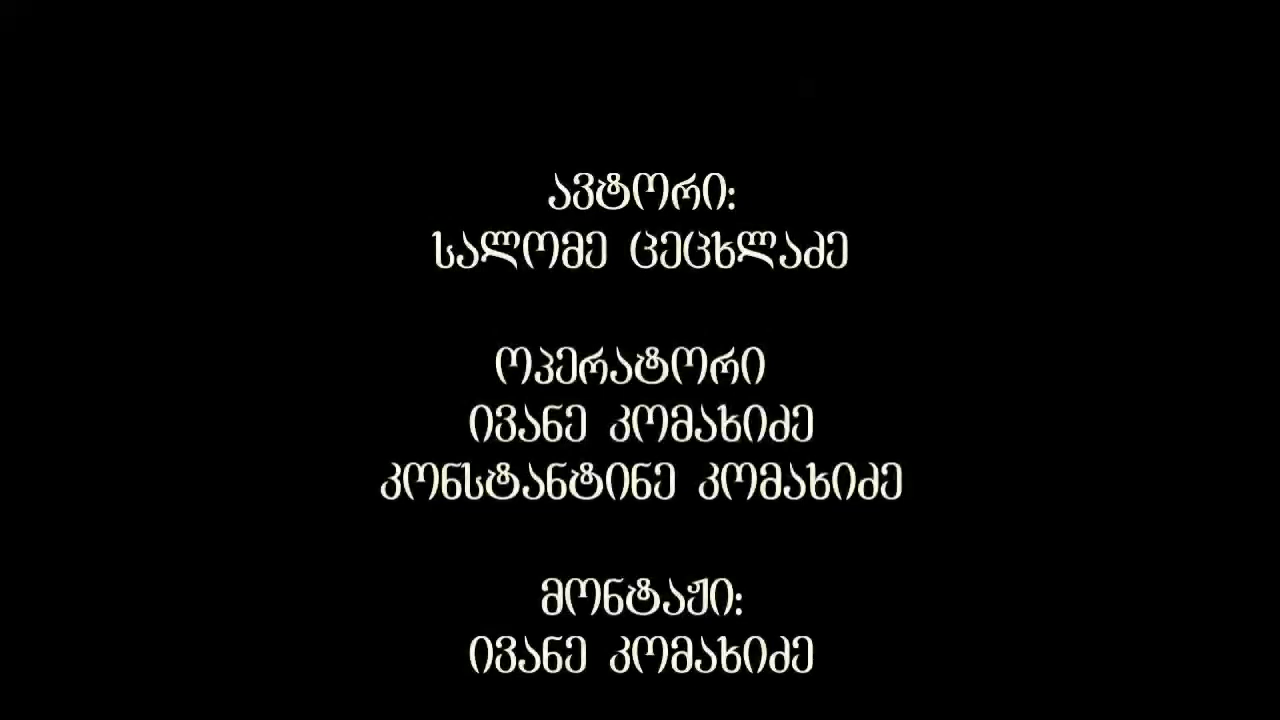 ავტორი:
სალომე ცეცხლაძე
ოპერატორი
ივანე კომახიძე
კონსტანტინე კომახიძე
მონტაჟი:
ივანე კომახიძე